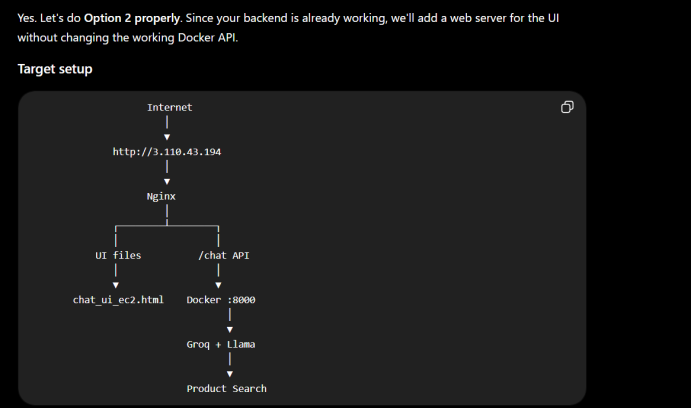 Yes. Let's do Option 2 properly. Since your backend is already working, we'll add a web server for the UI
without changing the working Docker API.
Target setup
Internet
http://3.110.43.194
Nginx
UI files /chat API
chat_ui_ec2.html Docker :8000
Groq + Llama
Product Search